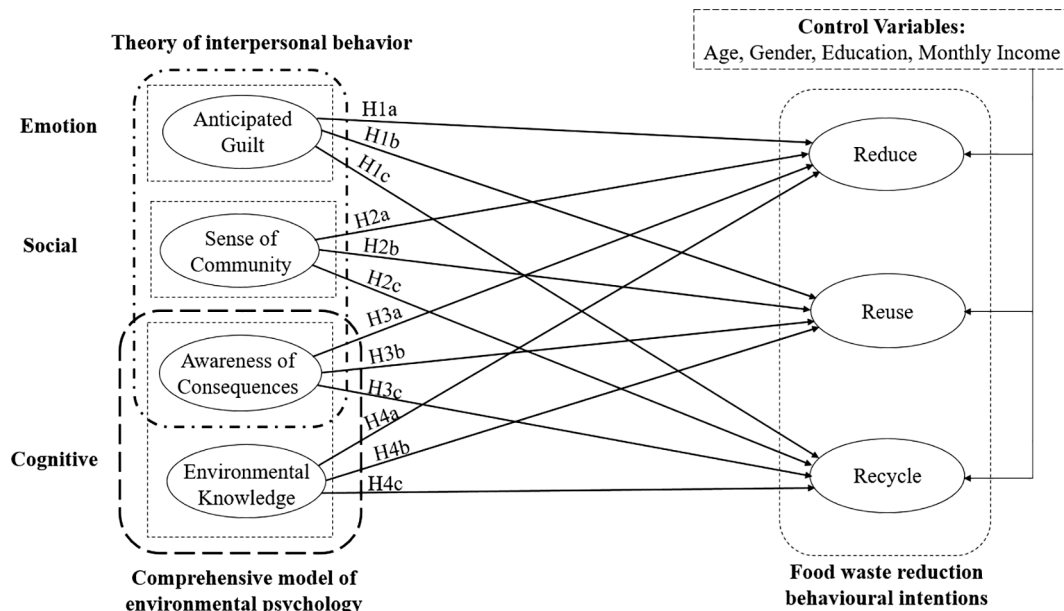 Control Variables:
Age, Gender, Education, Monthly Income
Theory of interpersonal behavior
Emotion
Anticipated
Guilt
H1a
H1b
H1c
Reduce
Social
Sense of
Community
H2a
H2b
H2c
Reuse
Awareness of
Consequences
H3a
H3b
H3c
Cognitive
Environmental
Knowledge
H4a
H4b
H4c
Recycle
Comprehensive model of
environmental psychology
Food waste reduction
behavioural intentions